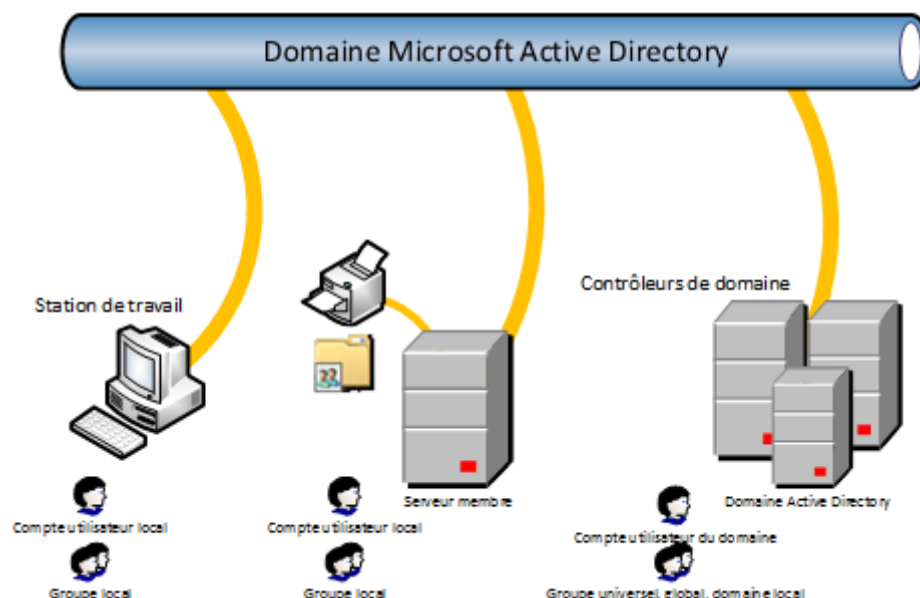 Domaine Microsoft Active Directory
Contrôleurs de domaine
Station de travail
Serveur membre
Domaine Active Directory
Compte utilisateur local
Compte utilisateur local
Compte utilisateur du domaine
Groupe local
Groupe local
Groupe universel, global, domaine local